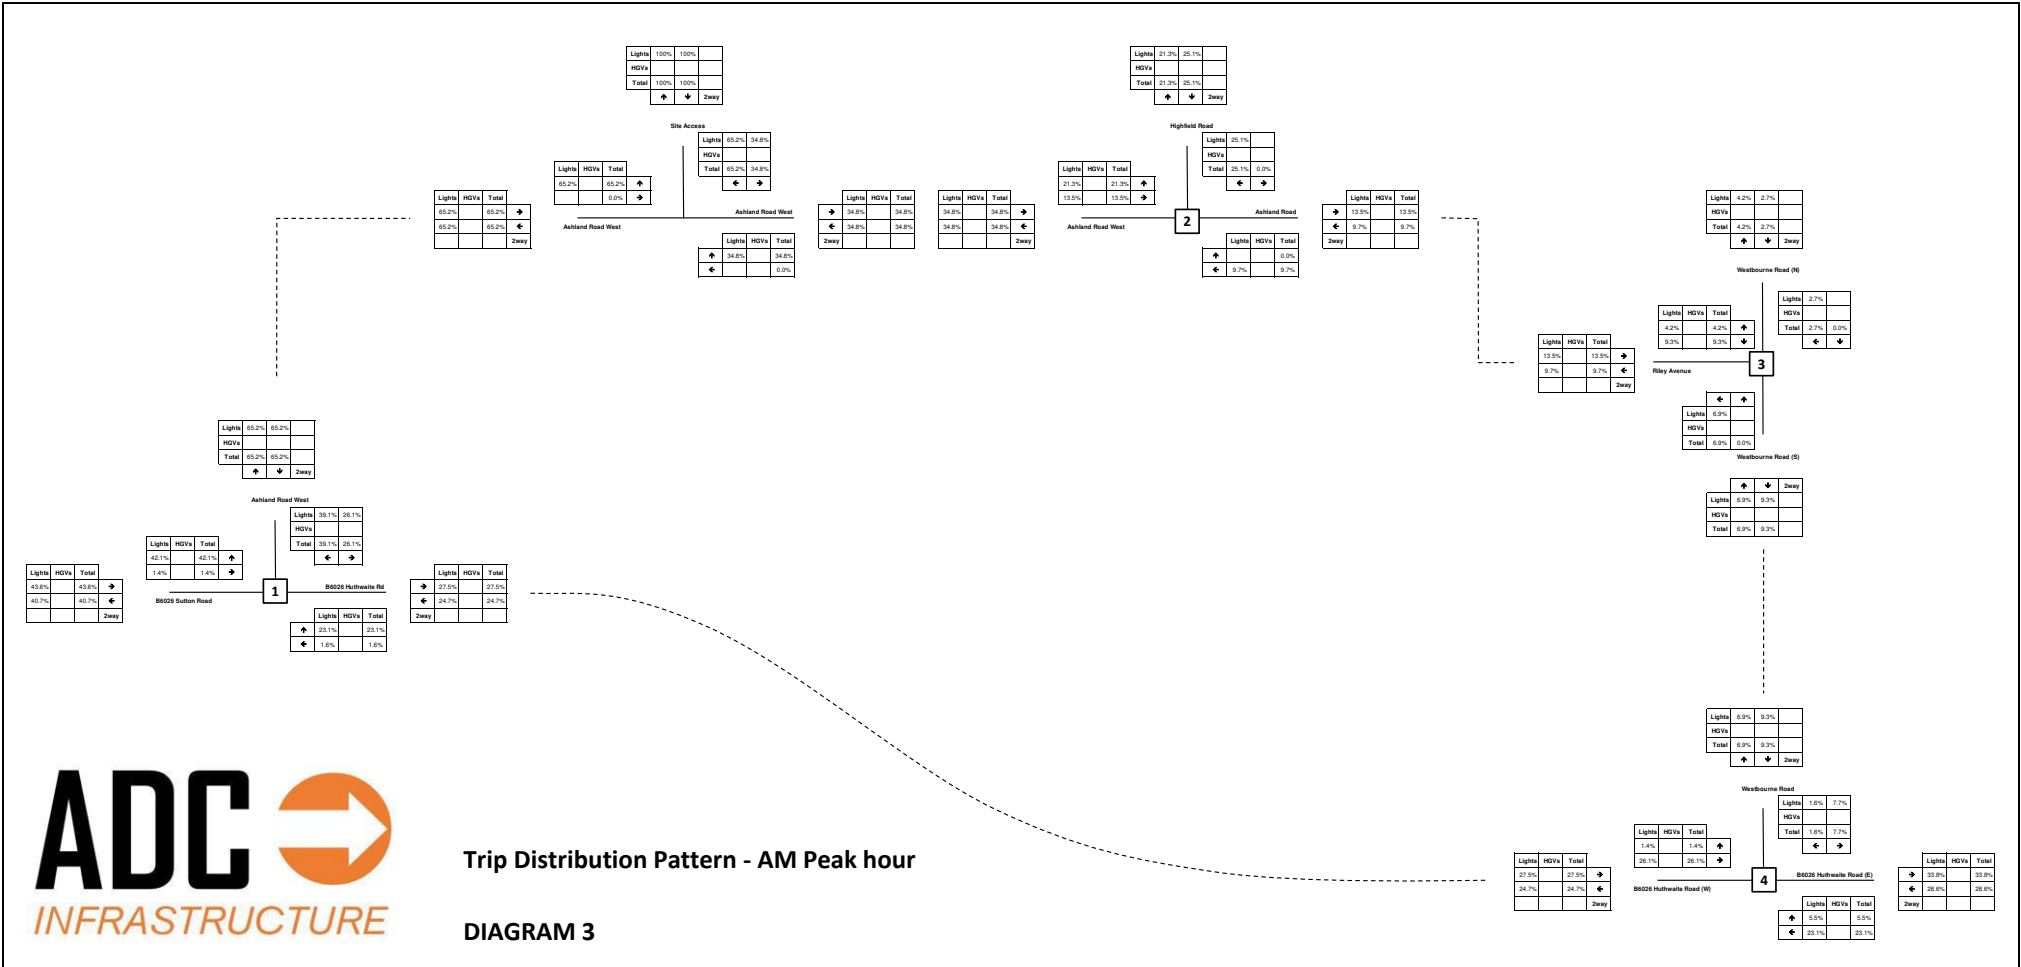 Lights 100% 100%
HGVs
Total 100% 100%
↑ ↓ 2way
Site Access
Lights 65.2% 34.8%
HGVs
Total 65.2% 34.8%
← →
Lights HGVs Total
65.2% 65.2% ↑
0.0% →
Lights HGVs Total
65.2% 65.2% →
65.2% 65.2% ←
2way
Ashland Road West
Ashland Road West
Lights HGVs Total
↑ 34.8% 34.8%
← 0.0%
Lights HGVs Total
→ 34.8% 34.8%
← 34.8% 34.8%
2way
Lights 21.3% 25.1%
HGVs
Total 21.3% 25.1%
↑ ↓ 2way
Highfield Road
Lights 25.1%
HGVs
Total 25.1% 0.0%
← →
Lights HGVs Total
21.3% 21.3% ↑
13.5% 13.5% →
Lights HGVs Total
34.8% 34.8% →
34.8% 34.8% ←
2way
Ashland Road West
2
Ashland Road
Lights HGVs Total
↑ 0.0%
← 9.7% 9.7%
Lights HGVs Total
→ 13.5% 13.5%
← 9.7% 9.7%
2way
Lights 4.2% 2.7%
HGVs
Total 4.2% 2.7%
↑ ↓ 2way
Westbourne Road (N)
Lights 2.7%
HGVs
Total 2.7% 0.0%
← ↓
Lights HGVs Total
4.2% 4.2% ↑
9.3% 9.3% ↓
Lights HGVs Total
13.5% 13.5% →
9.7% 9.7% ←
2way
Riley Avenue
3
← ↑
Lights 6.9%
HGVs
Total 6.9% 0.0%
Westbourne Road (S)
↑ ↓ 2way
Lights 6.9% 9.3%
HGVs
Total 6.9% 9.3%
Lights 65.2% 65.2%
HGVs
Total 65.2% 65.2%
↑ ↓ 2way
Ashland Road West
Lights 39.1% 26.1%
HGVs
Total 39.1% 26.1%
← →
Lights HGVs Total
42.1% 42.1% ↑
1.4% 1.4% →
Lights HGVs Total
43.6% 43.6% →
40.7% 40.7% ←
2way
B6026 Sutton Road
1
B6026 Huthwaite Rd
Lights HGVs Total
↑ 23.1% 23.1%
← 1.6% 1.6%
Lights HGVs Total
→ 27.5% 27.5%
← 24.7% 24.7%
2way
Lights 6.9% 9.3%
HGVs
Total 6.9% 9.3%
↑ ↓ 2way
Westbourne Road
Lights 1.6% 7.7%
HGVs
Total 1.6% 7.7%
← →
Lights HGVs Total
1.4% 1.4% ↑
26.1% 26.1% →
Lights HGVs Total
27.5% 27.5% →
24.7% 24.7% ←
2way
B6026 Huthwaite Road (W)
4
B6026 Huthwaite Road (E)
Lights HGVs Total
↑ 5.5% 5.5%
← 23.1% 23.1%
Lights HGVs Total
→ 33.8% 33.8%
← 28.6% 28.6%
2way
ADC
INFRASTRUCTURE
Trip Distribution Pattern - AM Peak hour
DIAGRAM 3